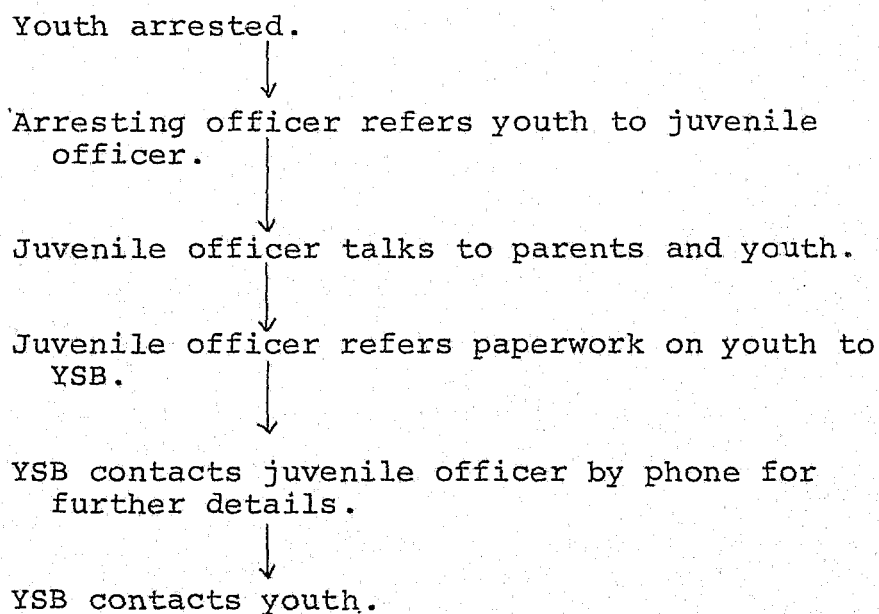 Youth arrested.
Arresting officer refers youth to juvenile
officer.
Juvenile officer talks to parents and youth.
Juvenile officer refers paperwork on youth to
YSB.
YSB contacts juvenile officer by phone for
further details.
YSB contacts youth.